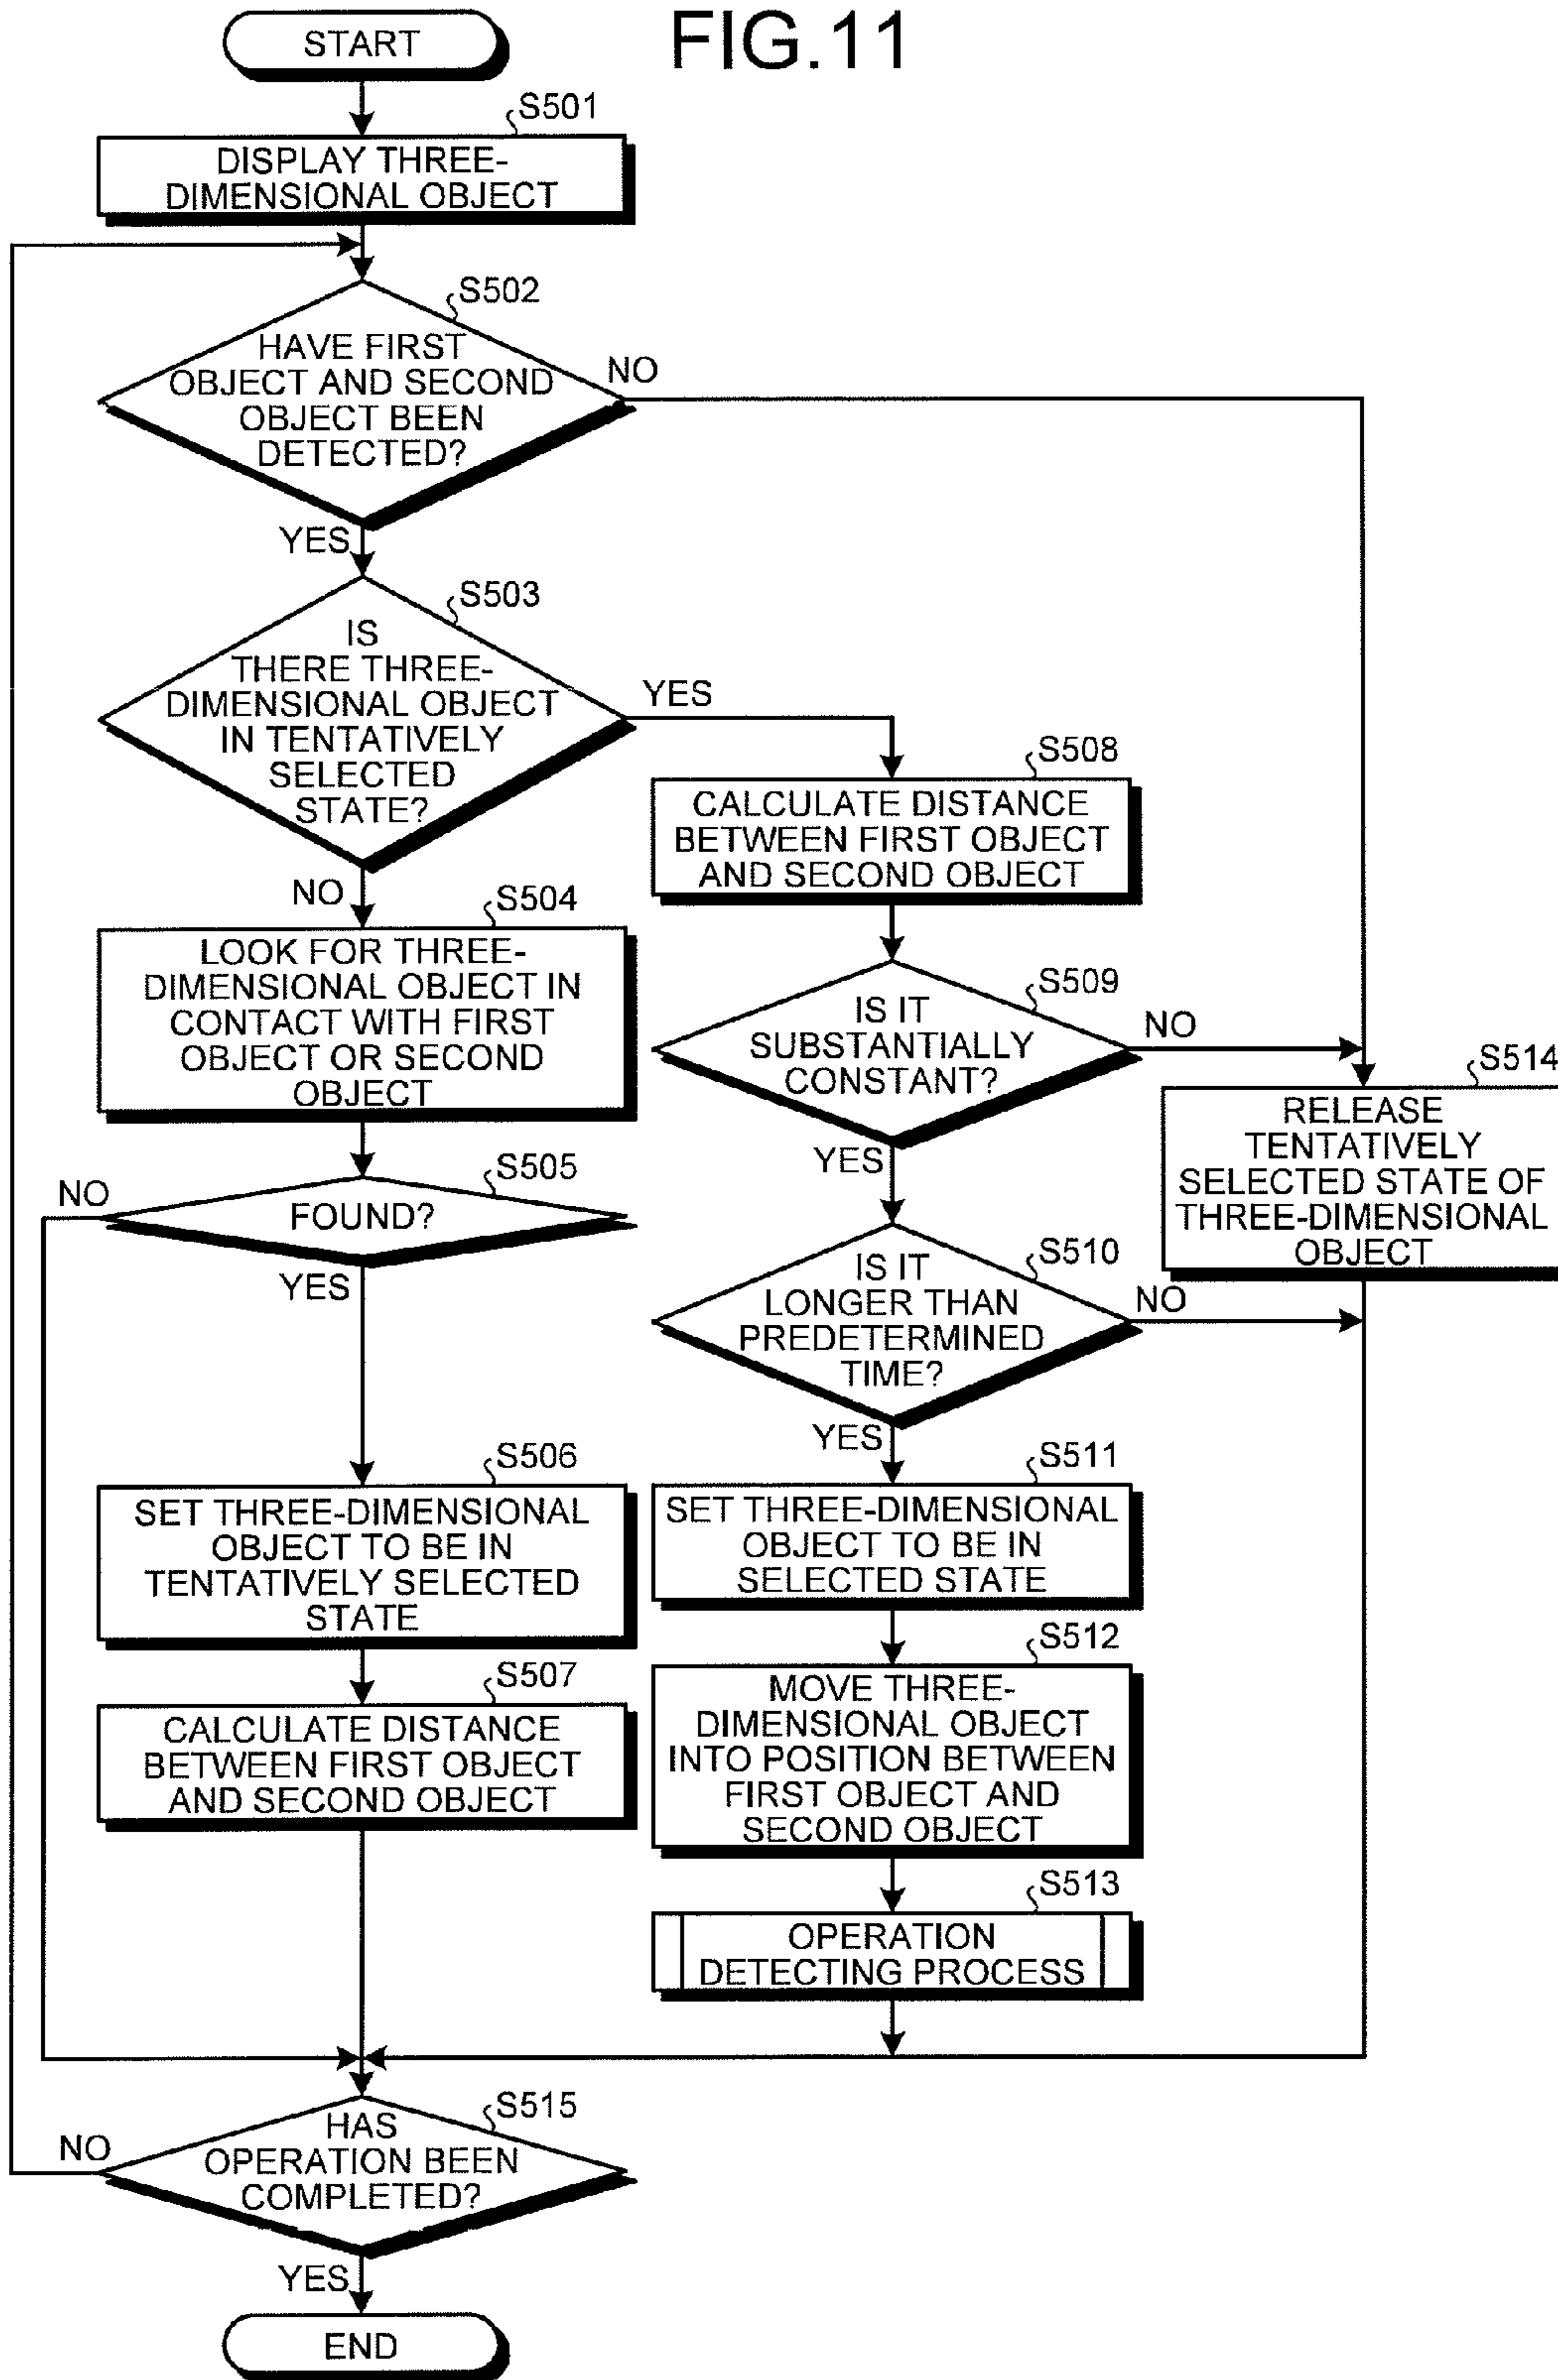 FIG.11
START
S501
DISPLAY THREE-
DIMENSIONAL OBJECT
S502
HAVE FIRST
OBJECT AND SECOND
OBJECT BEEN
DETECTED?
NO
YES
S503
IS
THERE THREE-
DIMENSIONAL OBJECT
IN TENTATIVELY
SELECTED
STATE?
YES
NO
S504
LOOK FOR THREE-
DIMENSIONAL OBJECT IN
CONTACT WITH FIRST
OBJECT OR SECOND
OBJECT
S505
FOUND?
NO
YES
S506
SET THREE-DIMENSIONAL
OBJECT TO BE IN
TENTATIVELY SELECTED
STATE
S507
CALCULATE DISTANCE
BETWEEN FIRST OBJECT
AND SECOND OBJECT
S508
CALCULATE DISTANCE
BETWEEN FIRST OBJECT
AND SECOND OBJECT
S509
IS IT
SUBSTANTIALLY
CONSTANT?
NO
YES
S510
IS IT
LONGER THAN
PREDETERMINED
TIME?
NO
YES
S511
SET THREE-DIMENSIONAL
OBJECT TO BE IN
SELECTED STATE
S512
MOVE THREE-
DIMENSIONAL OBJECT
INTO POSITION BETWEEN
FIRST OBJECT AND
SECOND OBJECT
S513
OPERATION
DETECTING PROCESS
S514
RELEASE
TENTATIVELY
SELECTED STATE OF
THREE-DIMENSIONAL
OBJECT
S515
HAS
OPERATION BEEN
COMPLETED?
NO
YES
END